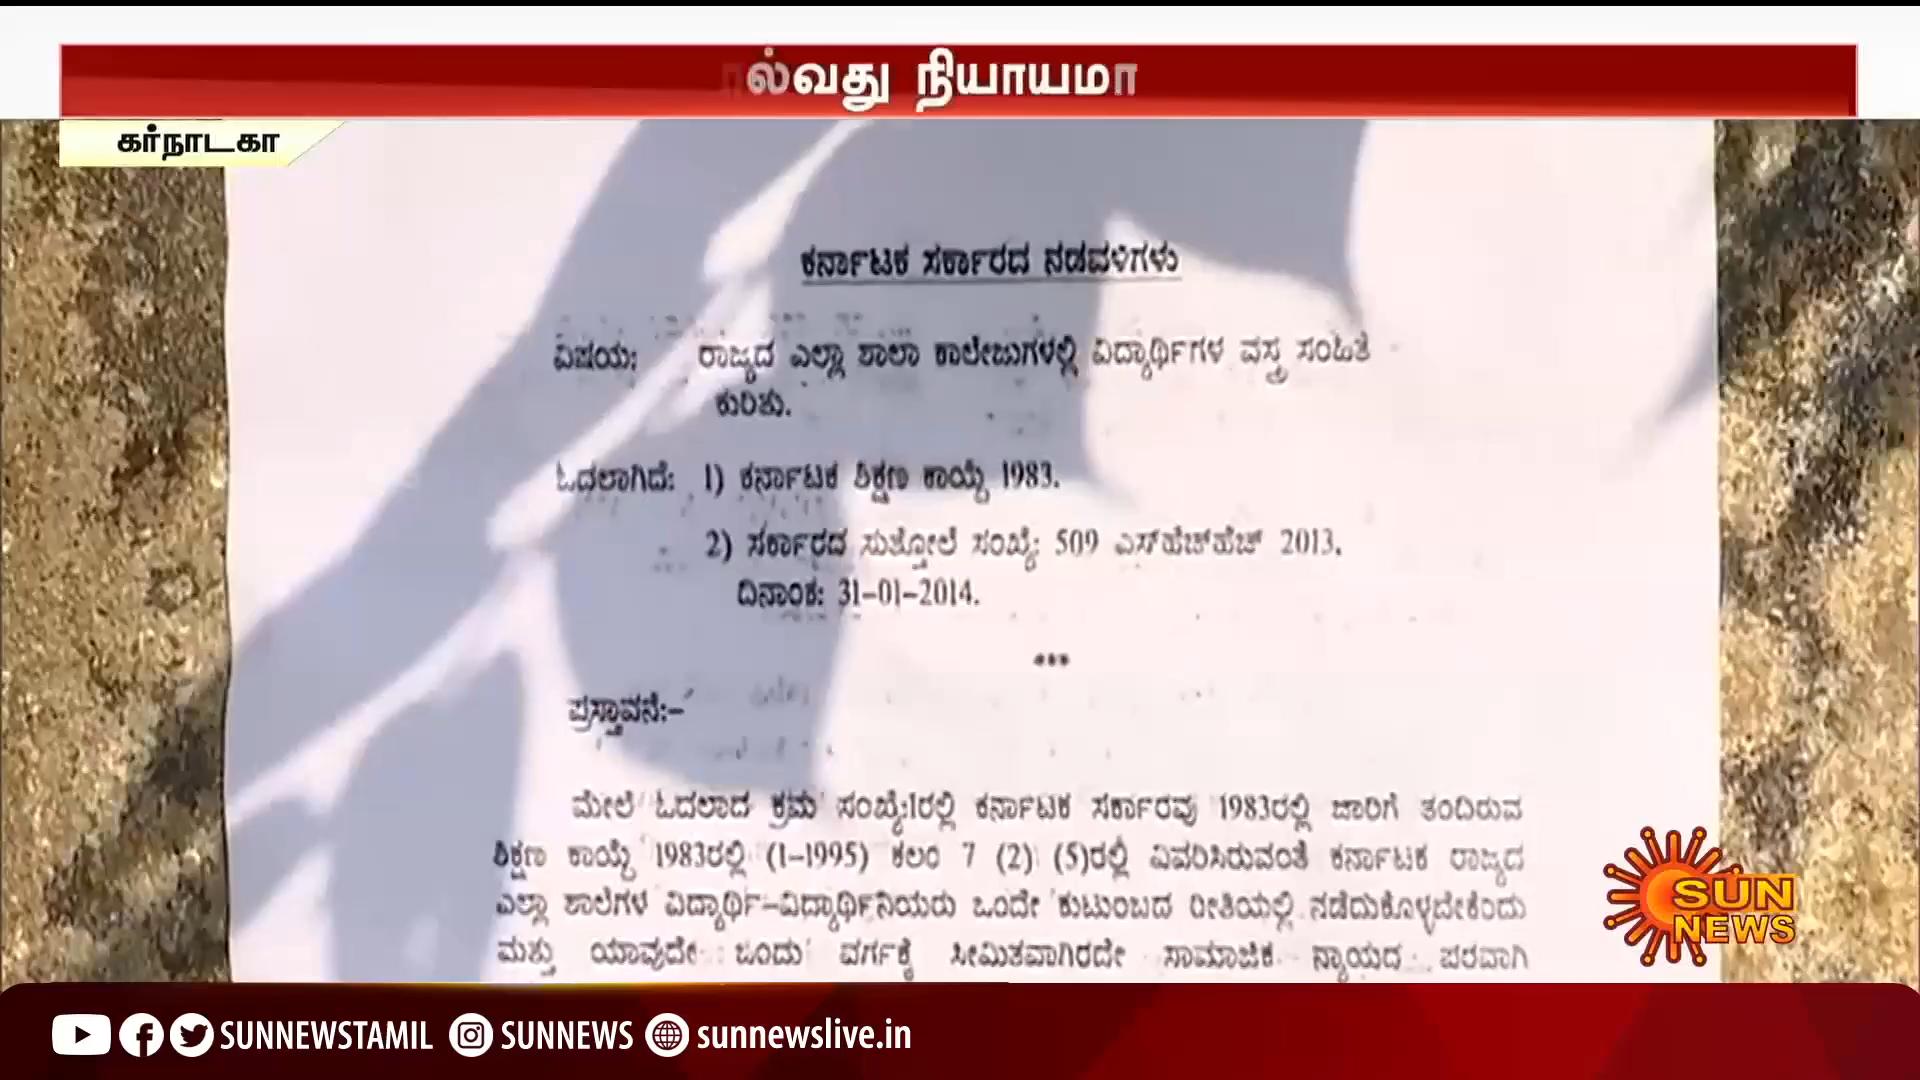 ல்வது நியாயமா
கர்நாடகா
ಕರ್ನಾಟಕ ಸರ್ಕಾರದ ನಡವಳಿಗಳು
ವಿಷಯ: ರಾಜ್ಯದ ಎಲ್ಲಾ ಶಾಲಾ ಕಾಲೇಜುಗಳಲ್ಲಿ ವಿದ್ಯಾರ್ಥಿಗಳ ವಸ್ತ್ರ ಸಂಹಿತೆ
ಕುರಿತು.
ಓದಲಾಗಿದೆ: 1) ಕರ್ನಾಟಕ ಶಿಕ್ಷಣ ಕಾಯ್ದೆ 1983.
2) ಸರ್ಕಾರದ ಸುತ್ತೋಲೆ ಸಂಖ್ಯೆ: 509 ಎಸ್‌ಹೆಚ್‌ಹೆಚ್ 2013,
ದಿನಾಂಕ: 31-01-2014.
***
ಪ್ರಸ್ತಾವನೆ:-
ಮೇಲೆ ಓದಲಾದ ಕ್ರಮ ಸಂಖ್ಯೆ:1ರಲ್ಲಿ ಕರ್ನಾಟಕ ಸರ್ಕಾರವು 1983ರಲ್ಲಿ ಜಾರಿಗೆ ತಂದಿರುವ
ಶಿಕ್ಷಣ ಕಾಯ್ದೆ 1983ರಲ್ಲಿ (1-1995) ಕಲಂ 7 (2) (5)ರಲ್ಲಿ ವಿವರಿಸಿರುವಂತೆ ಕರ್ನಾಟಕ ರಾಜ್ಯದ
ಎಲ್ಲಾ ಶಾಲೆಗಳ ವಿದ್ಯಾರ್ಥಿ-ವಿದ್ಯಾರ್ಥಿನಿಯರು ಒಂದೇ ಕುಟುಂಬದ ರೀತಿಯಲ್ಲಿ ನಡೆದುಕೊಳ್ಳಬೇಕೆಂದು
ಮತ್ತು ಯಾವುದೇ ಒಂದು ವರ್ಗಕ್ಕೆ ಸೀಮಿತವಾಗಿರದೇ ಸಾಮಾಜಿಕ ನ್ಯಾಯದ ಪರವಾಗಿ
SUN
NEWS
SUNNEWSTAMIL SUNNEWS sunnewslive.in